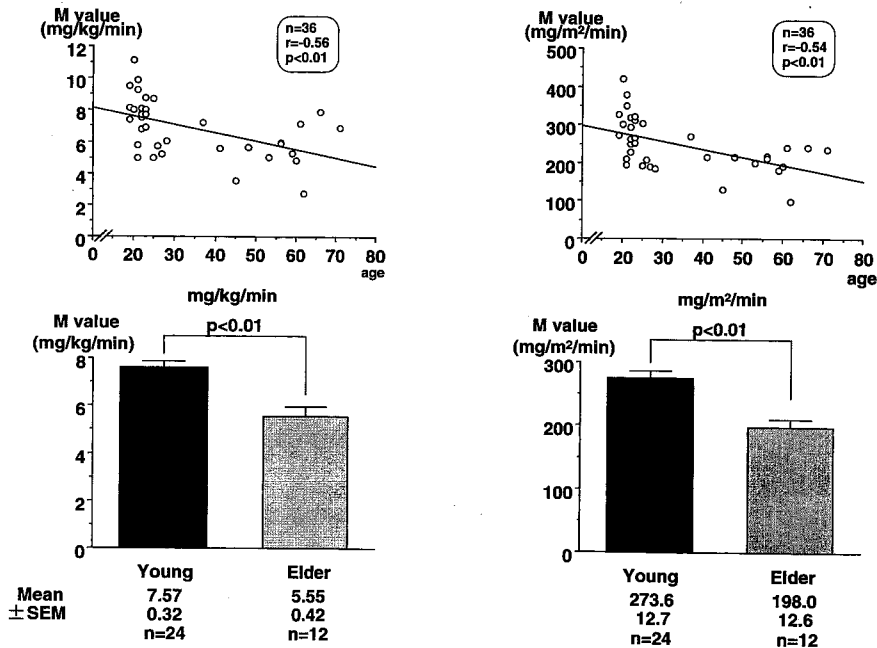 M value
(mg/kg/min)
n=36
r=-0.56
p<0.01
12
10
8
6
4
2
0
0 20 30 40 50 60 70 80
age
mg/kg/min
M value
(mg/m²/min)
n=36
r=-0.54
p<0.01
500
400
300
200
100
0
0 20 30 40 50 60 70 80
age
mg/m²/min
M value
(mg/kg/min)
p<0.01
8
6
4
2
0
Young Elder
Mean 7.57 5.55
±SEM 0.32 0.42
n=24 n=12
M value
(mg/m²/min)
p<0.01
300
200
100
0
Young Elder
273.6 198.0
12.7 12.6
n=24 n=12